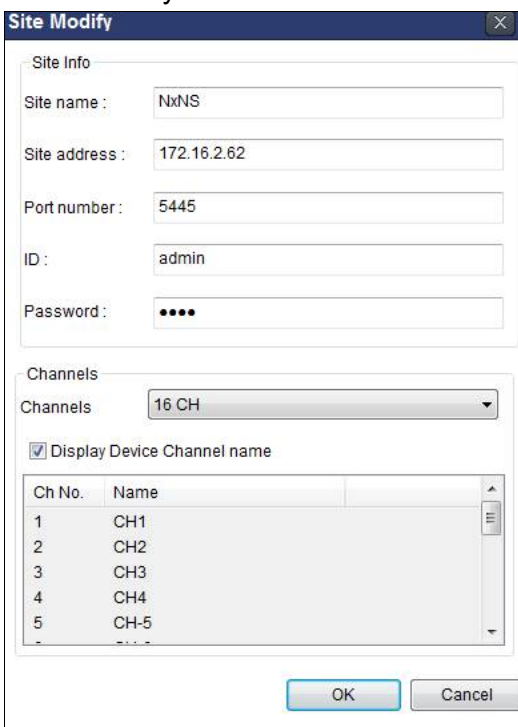 Site Modify
Site Info
Site name : NxNS
Site address : 172.16.2.62
Port number : 5445
ID : admin
Password : ●●●●
Channels
Channels 16 CH
Display Device Channel name
Ch No. Name
1 CH1
2 CH2
3 CH3
4 CH4
5 CH-5
OK Cancel